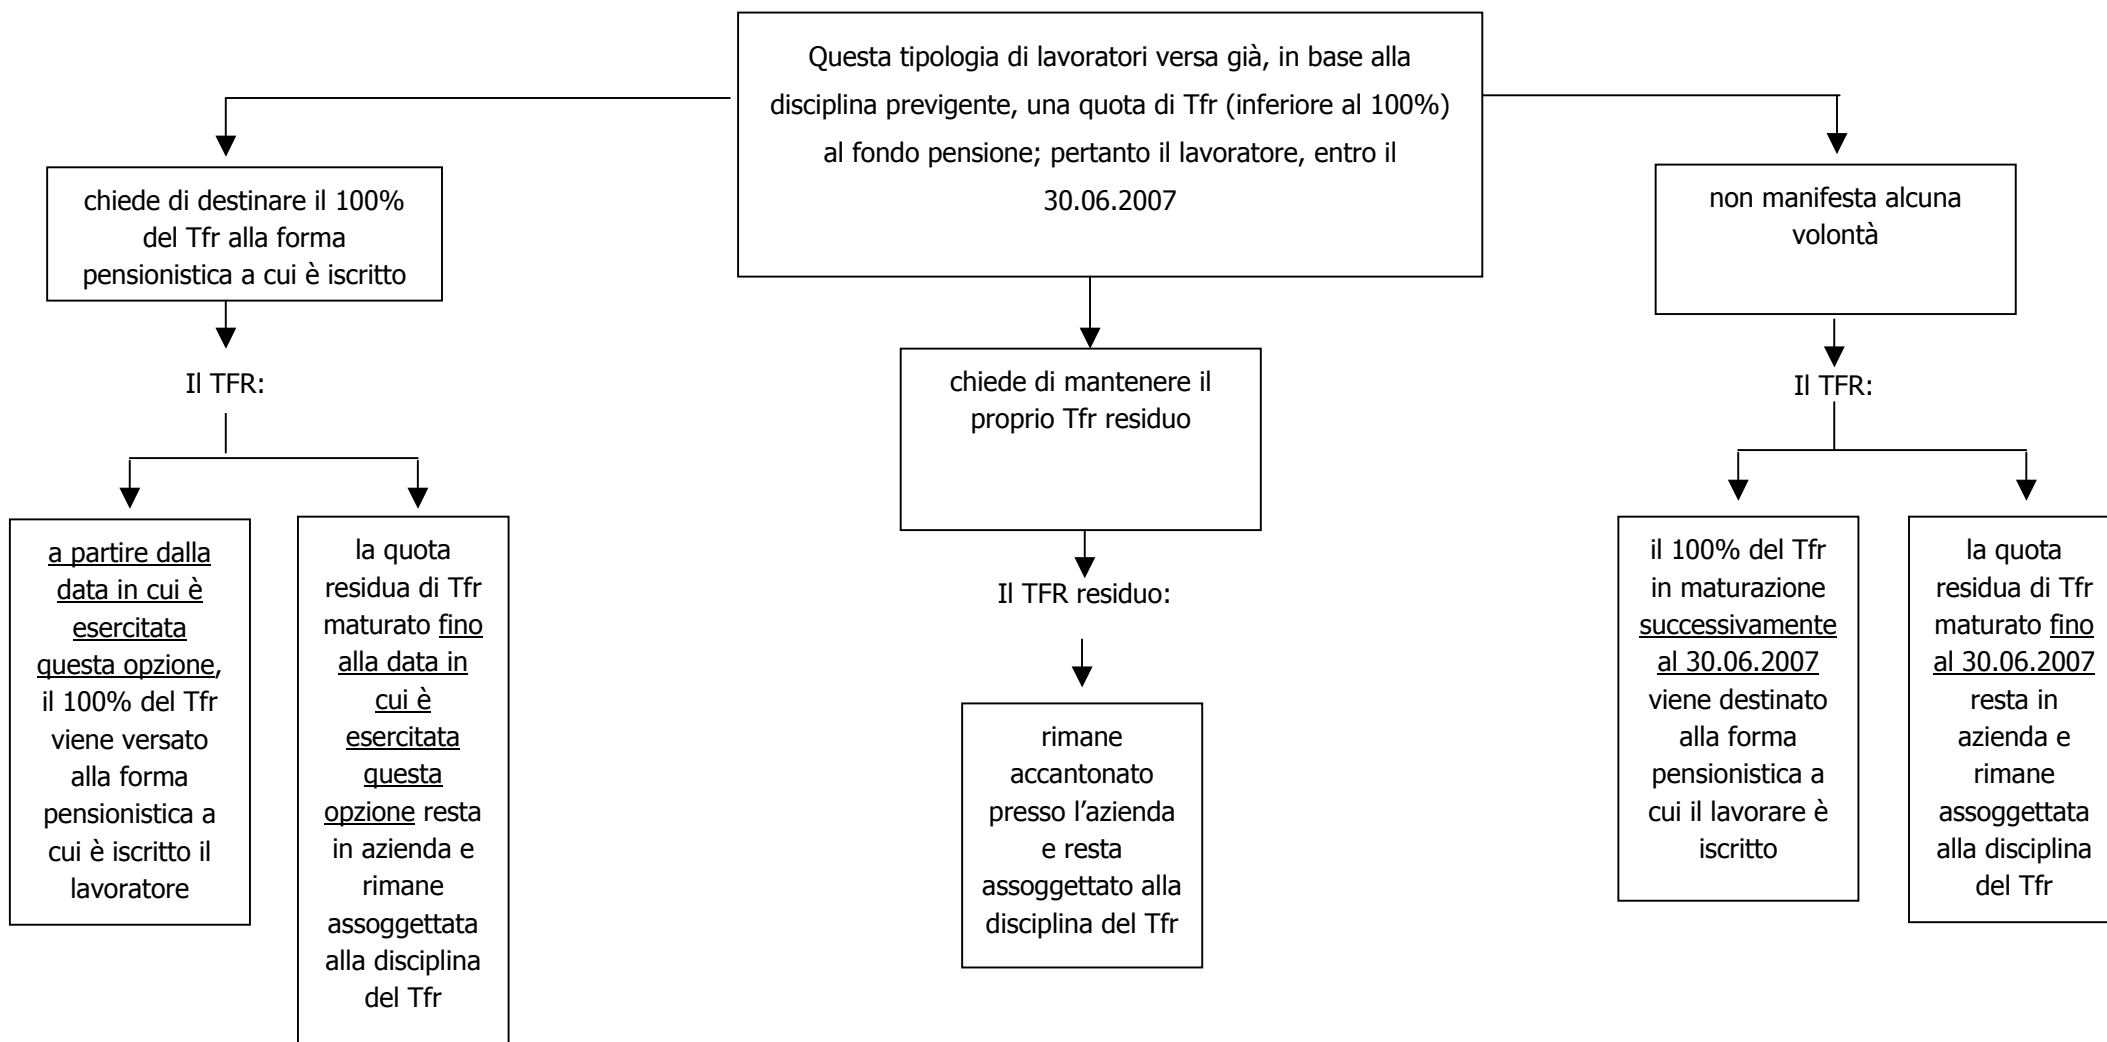 Questa tipologia di lavoratori versa già, in base alla
disciplina previgente, una quota di Tfr (inferiore al 100%)
al fondo pensione; pertanto il lavoratore, entro il
30.06.2007
chiede di destinare il 100%
del Tfr alla forma
pensionistica a cui è iscritto
Il TFR:
a partire dalla
data in cui è
esercitata
questa opzione,
il 100% del Tfr
viene versato
alla forma
pensionistica a
cui è iscritto il
lavoratore
la quota
residua di Tfr
maturato fino
alla data in
cui è
esercitata
questa
opzione resta
in azienda e
rimane
assoggettata
alla disciplina
del Tfr
chiede di mantenere il
proprio Tfr residuo
Il TFR residuo:
rimane
accantonato
presso l’azienda
e resta
assoggettato alla
disciplina del Tfr
non manifesta alcuna
volontà
Il TFR:
il 100% del Tfr
in maturazione
successivamente
al 30.06.2007
viene destinato
alla forma
pensionistica a
cui il lavorare è
iscritto
la quota
residua di Tfr
maturato fino
al 30.06.2007
resta in
azienda e
rimane
assoggettata
alla disciplina
del Tfr